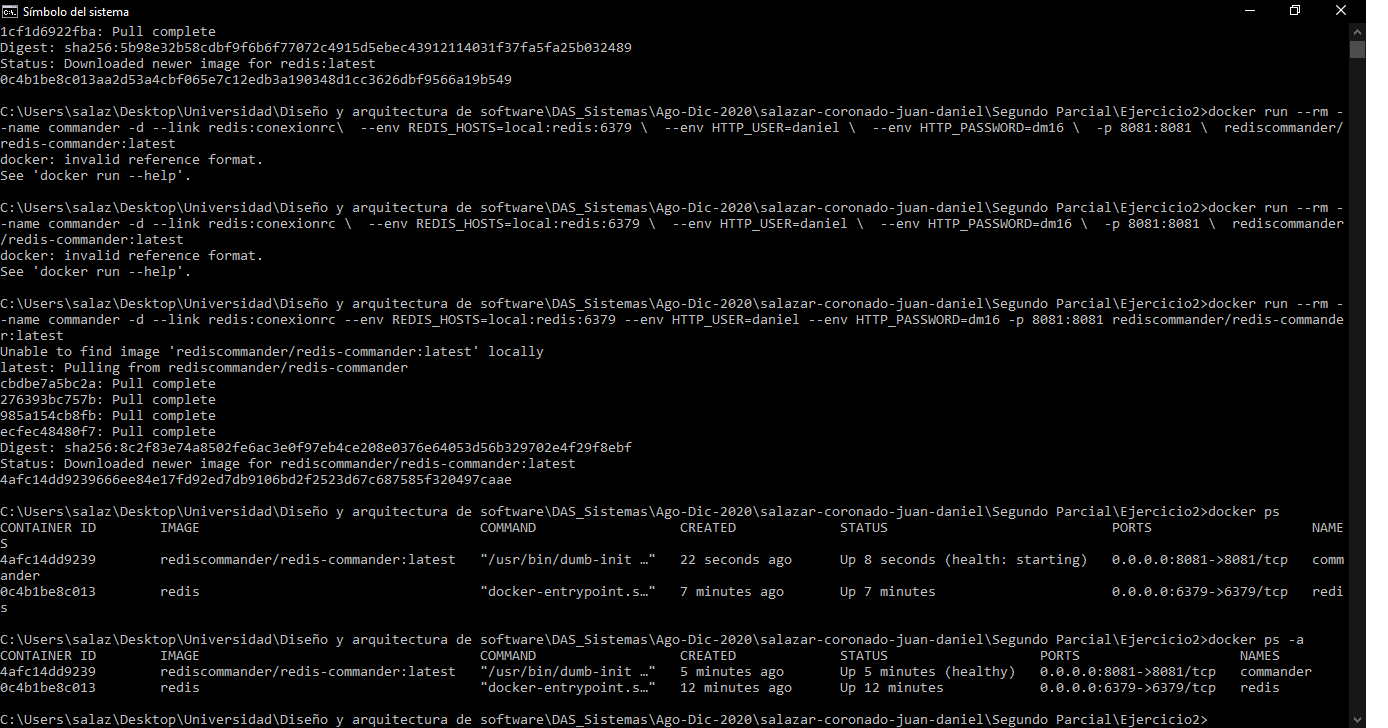 Símbolo del sistema
1cf1d6922fba: Pull complete
Digest: sha256:5b98e32b58cdbf9f6b6f77072c4915d5ebec43912114031f37fa5fa25b032489
Status: Downloaded newer image for redis:latest
0c4b1be8c013aa2d53a4cbf065e7c12edb3a190348d1cc3626dbf9566a19b549
C:\Users\salaz\Desktop\Universidad\Diseño y arquitectura de software\DAS_Sistemas\Ago-Dic-2020\salazar-coronado-juan-daniel\Segundo Parcial\Ejercicio2>docker run --rm -
-name commander -d --link redis:conexionrc\  --env REDIS_HOSTS=local:redis:6379 \  --env HTTP_USER=daniel \  --env HTTP_PASSWORD=dm16 \  -p 8081:8081 \  rediscommander/
redis-commander:latest
docker: invalid reference format.
See 'docker run --help'.
C:\Users\salaz\Desktop\Universidad\Diseño y arquitectura de software\DAS_Sistemas\Ago-Dic-2020\salazar-coronado-juan-daniel\Segundo Parcial\Ejercicio2>docker run --rm -
-name commander -d --link redis:conexionrc \  --env REDIS_HOSTS=local:redis:6379 \  --env HTTP_USER=daniel \  --env HTTP_PASSWORD=dm16 \  -p 8081:8081 \  rediscommander
/redis-commander:latest
docker: invalid reference format.
See 'docker run --help'.
C:\Users\salaz\Desktop\Universidad\Diseño y arquitectura de software\DAS_Sistemas\Ago-Dic-2020\salazar-coronado-juan-daniel\Segundo Parcial\Ejercicio2>docker run --rm -
-name commander -d --link redis:conexionrc --env REDIS_HOSTS=local:redis:6379 --env HTTP_USER=daniel --env HTTP_PASSWORD=dm16 -p 8081:8081 rediscommander/redis-commande
r:latest
Unable to find image 'rediscommander/redis-commander:latest' locally
latest: Pulling from rediscommander/redis-commander
cbdbe7a5bc2a: Pull complete
276393bc757b: Pull complete
985a154cb8fb: Pull complete
ecfec48480f7: Pull complete
Digest: sha256:8c2f83e74a8502fe6ac3e0f97eb4ce208e0376e64053d56b329702e4f29f8ebf
Status: Downloaded newer image for rediscommander/redis-commander:latest
4afc14dd9239666ee84e17fd92ed7db9106bd2f2523d67c687585f320497caae
C:\Users\salaz\Desktop\Universidad\Diseño y arquitectura de software\DAS_Sistemas\Ago-Dic-2020\salazar-coronado-juan-daniel\Segundo Parcial\Ejercicio2>docker ps
CONTAINER ID        IMAGE                                   COMMAND                  CREATED             STATUS                            PORTS                    NAME
S
4afc14dd9239        rediscommander/redis-commander:latest   "/usr/bin/dumb-init …"   22 seconds ago      Up 8 seconds (health: starting)   0.0.0.0:8081->8081/tcp   comm
ander
0c4b1be8c013        redis                                   "docker-entrypoint.s…"   7 minutes ago       Up 7 minutes                      0.0.0.0:6379->6379/tcp   redi
s
C:\Users\salaz\Desktop\Universidad\Diseño y arquitectura de software\DAS_Sistemas\Ago-Dic-2020\salazar-coronado-juan-daniel\Segundo Parcial\Ejercicio2>docker ps -a
CONTAINER ID        IMAGE                                   COMMAND                  CREATED             STATUS                   PORTS                    NAMES
4afc14dd9239        rediscommander/redis-commander:latest   "/usr/bin/dumb-init …"   5 minutes ago       Up 5 minutes (healthy)   0.0.0.0:8081->8081/tcp   commander
0c4b1be8c013        redis                                   "docker-entrypoint.s…"   12 minutes ago      Up 12 minutes            0.0.0.0:6379->6379/tcp   redis
C:\Users\salaz\Desktop\Universidad\Diseño y arquitectura de software\DAS_Sistemas\Ago-Dic-2020\salazar-coronado-juan-daniel\Segundo Parcial\Ejercicio2>